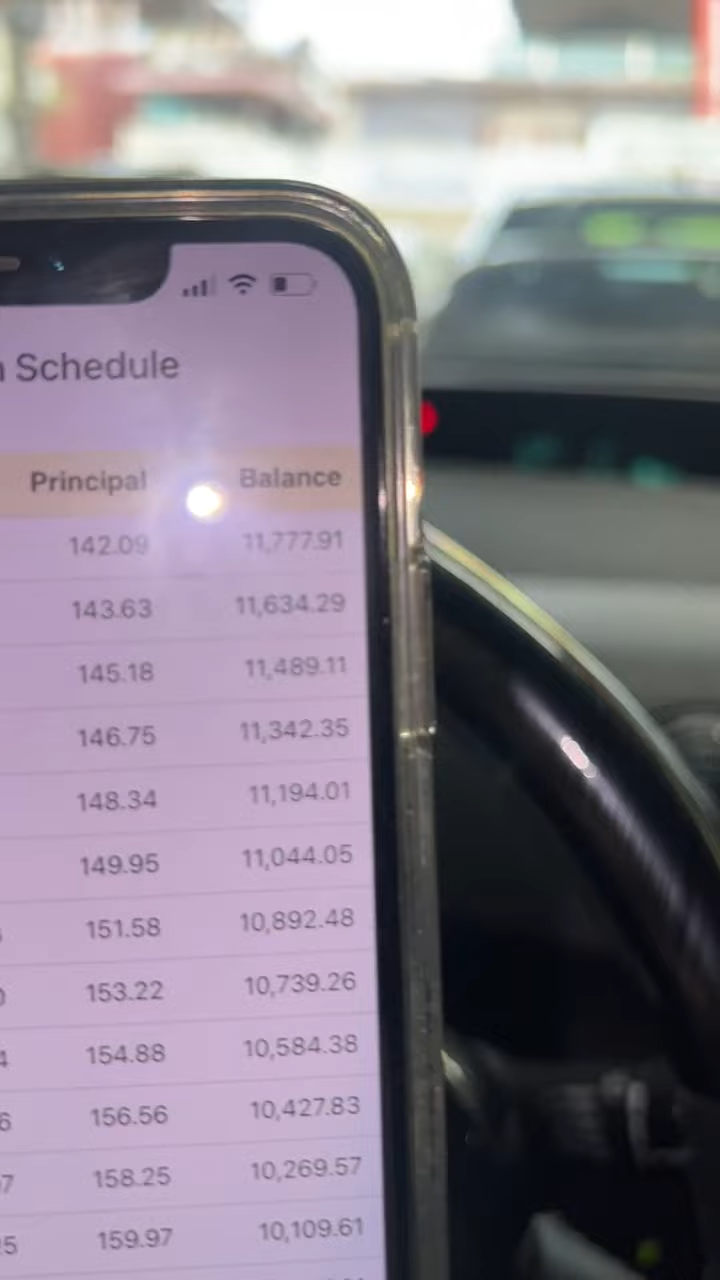 Schedule
Principal Balance
142.09 11,777.91
143.63 11,634.29
145.18 11,489.11
146.75 11,342.35
148.34 11,194.01
149.95 11,044.05
151.58 10,892.48
153.22 10,739.26
154.88 10,584.38
6 156.56 10,427.83
7 158.25 10,269.57
5 159.97 10,109.61